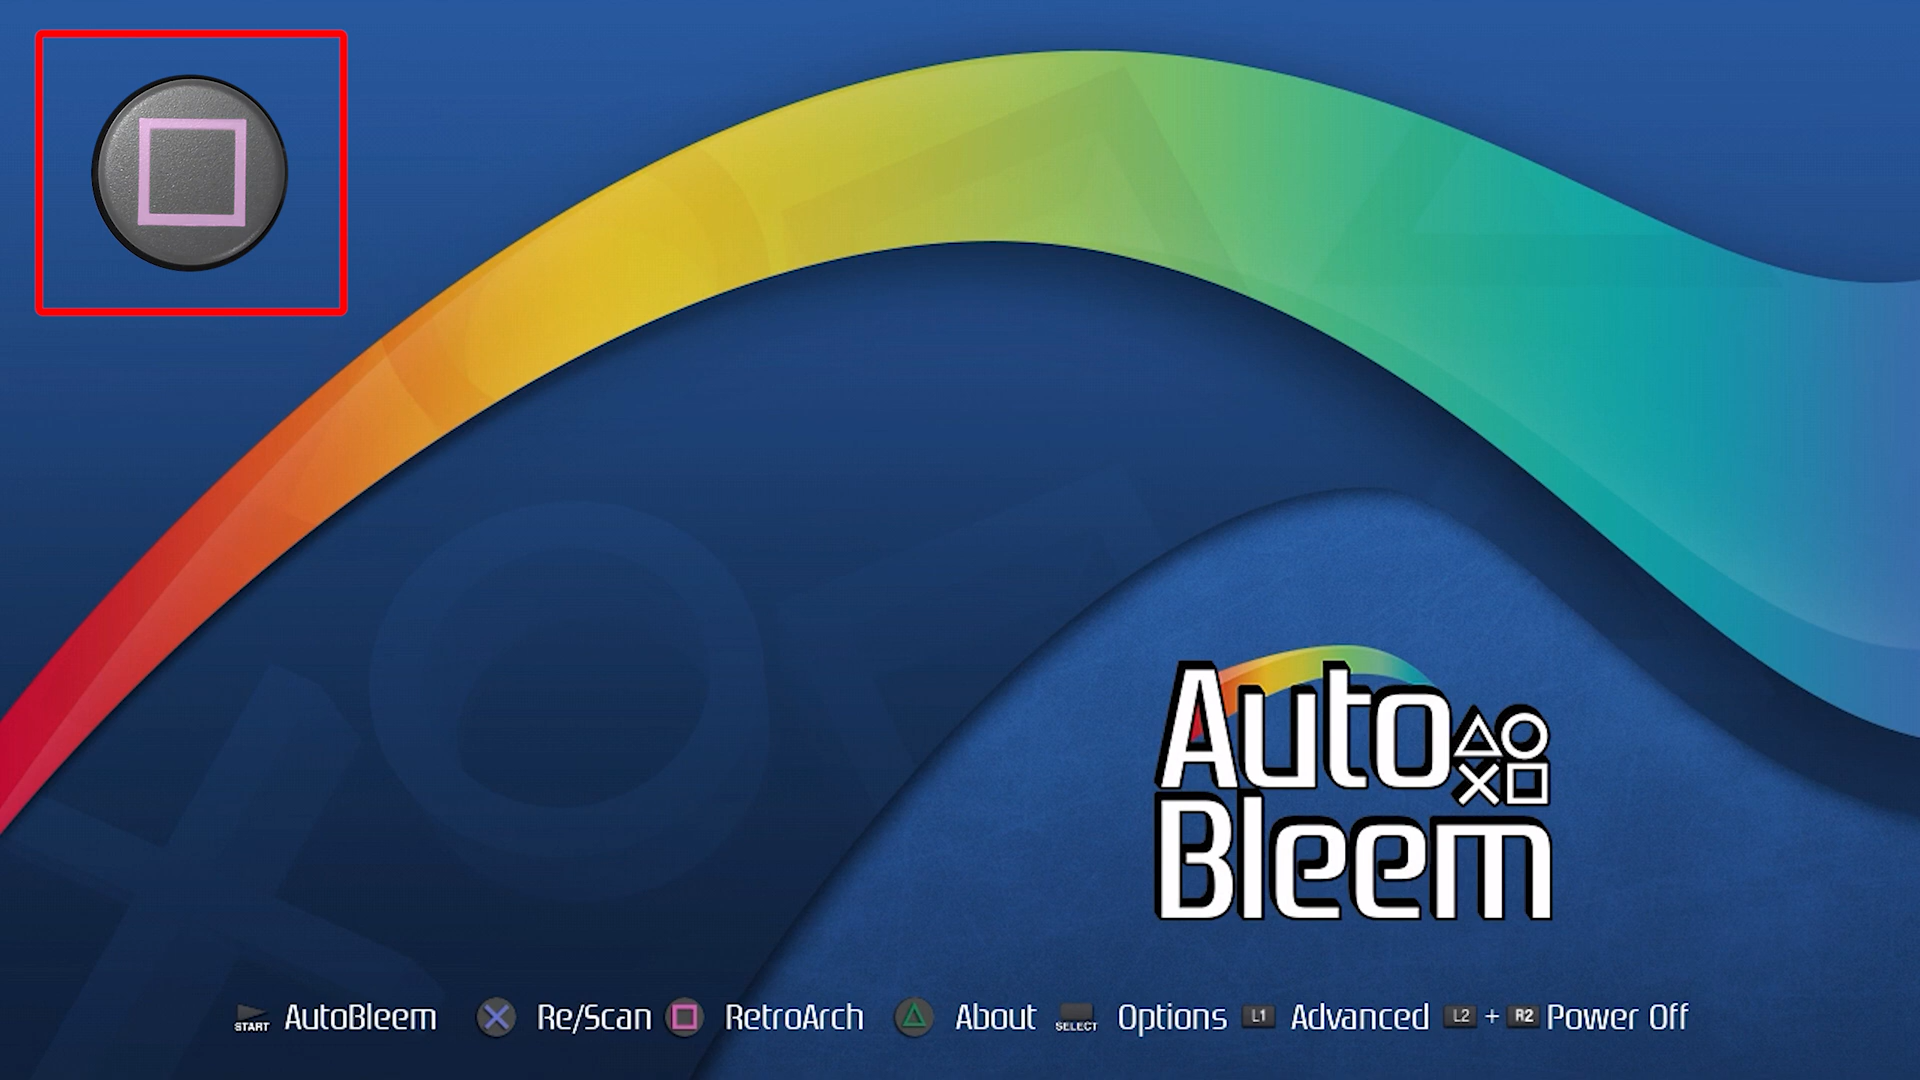 Auto
Bleem
START AutoBleem Re/Scan RetroArch About SELECT Options L1 Advanced L2 + R2 Power Off